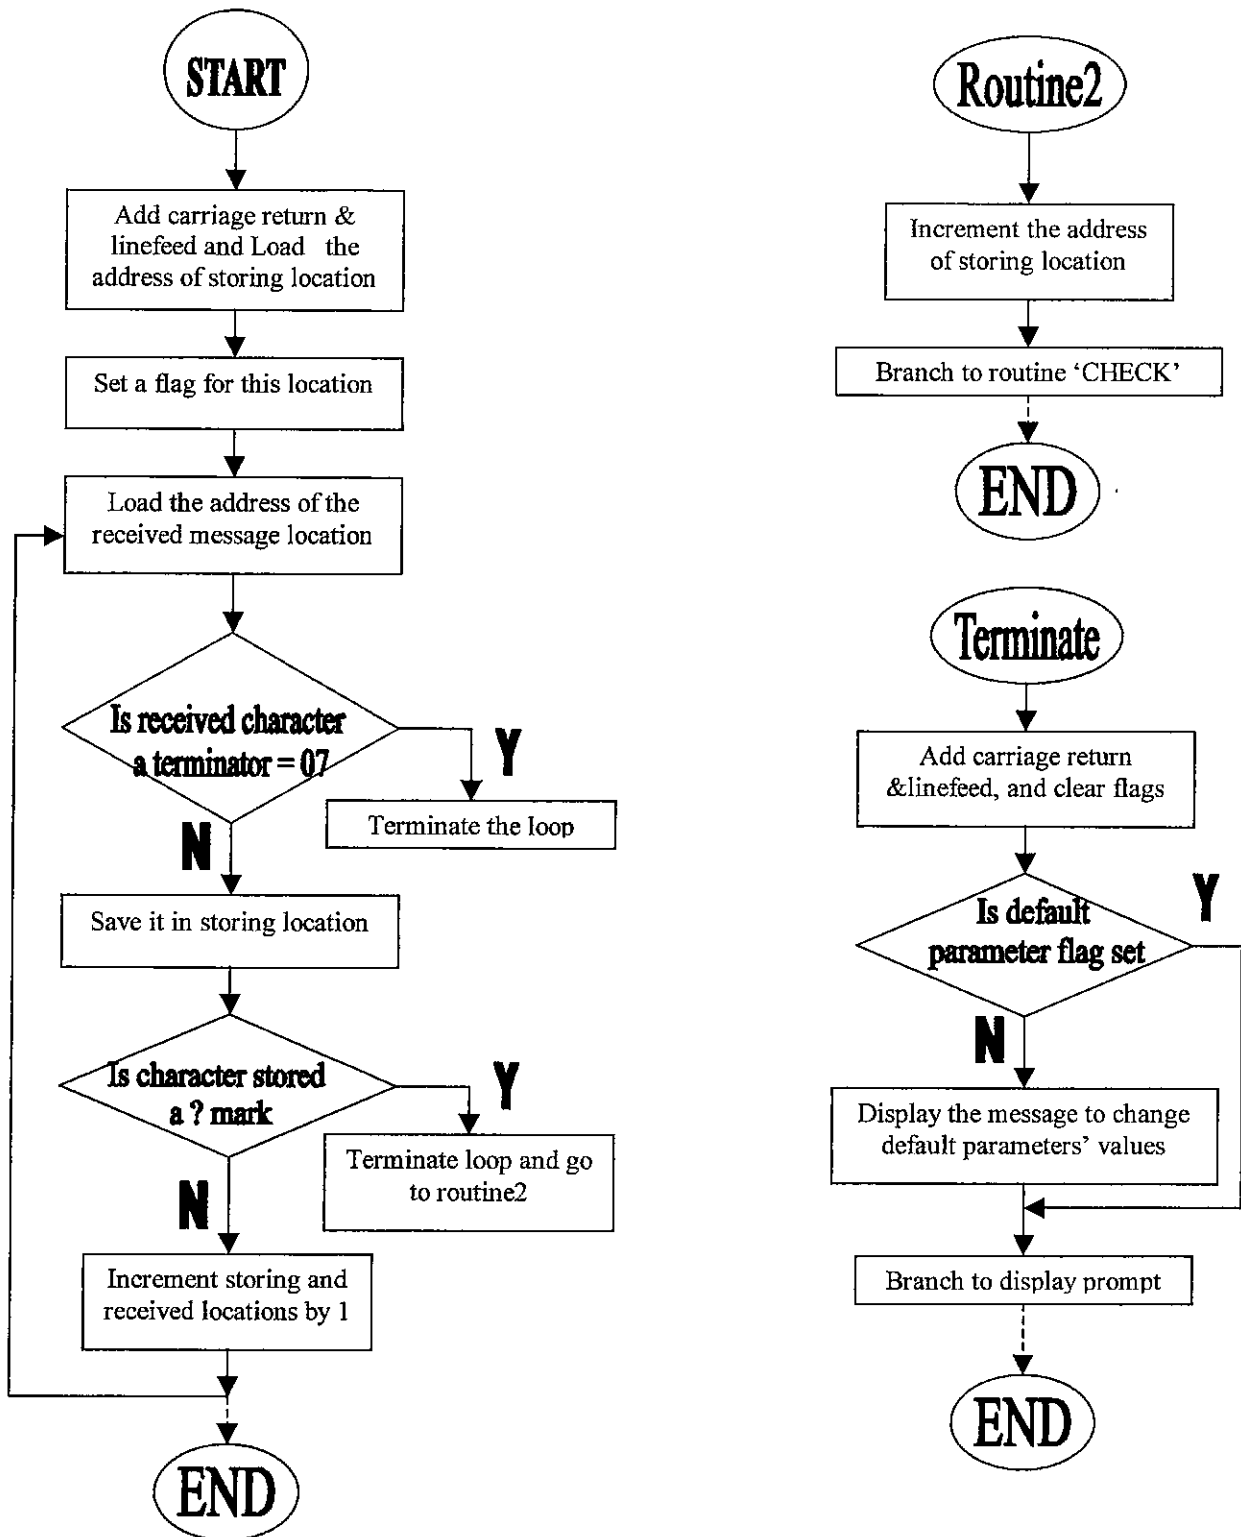 START
Add carriage return &
linefeed and Load the
address of storing location
Set a flag for this location
Load the address of the
received message location
Is received character
a terminator = 07
Y
Terminate the loop
N
Save it in storing location
Is character stored
a ? mark
Y
Terminate loop and go
to routine2
N
Increment storing and
received locations by 1
END
Routine2
Increment the address
of storing location
Branch to routine ‘CHECK’
END
Terminate
Add carriage return
&linefeed, and clear flags
Is default
parameter flag set
Y
N
Display the message to change
default parameters’ values
Branch to display prompt
END